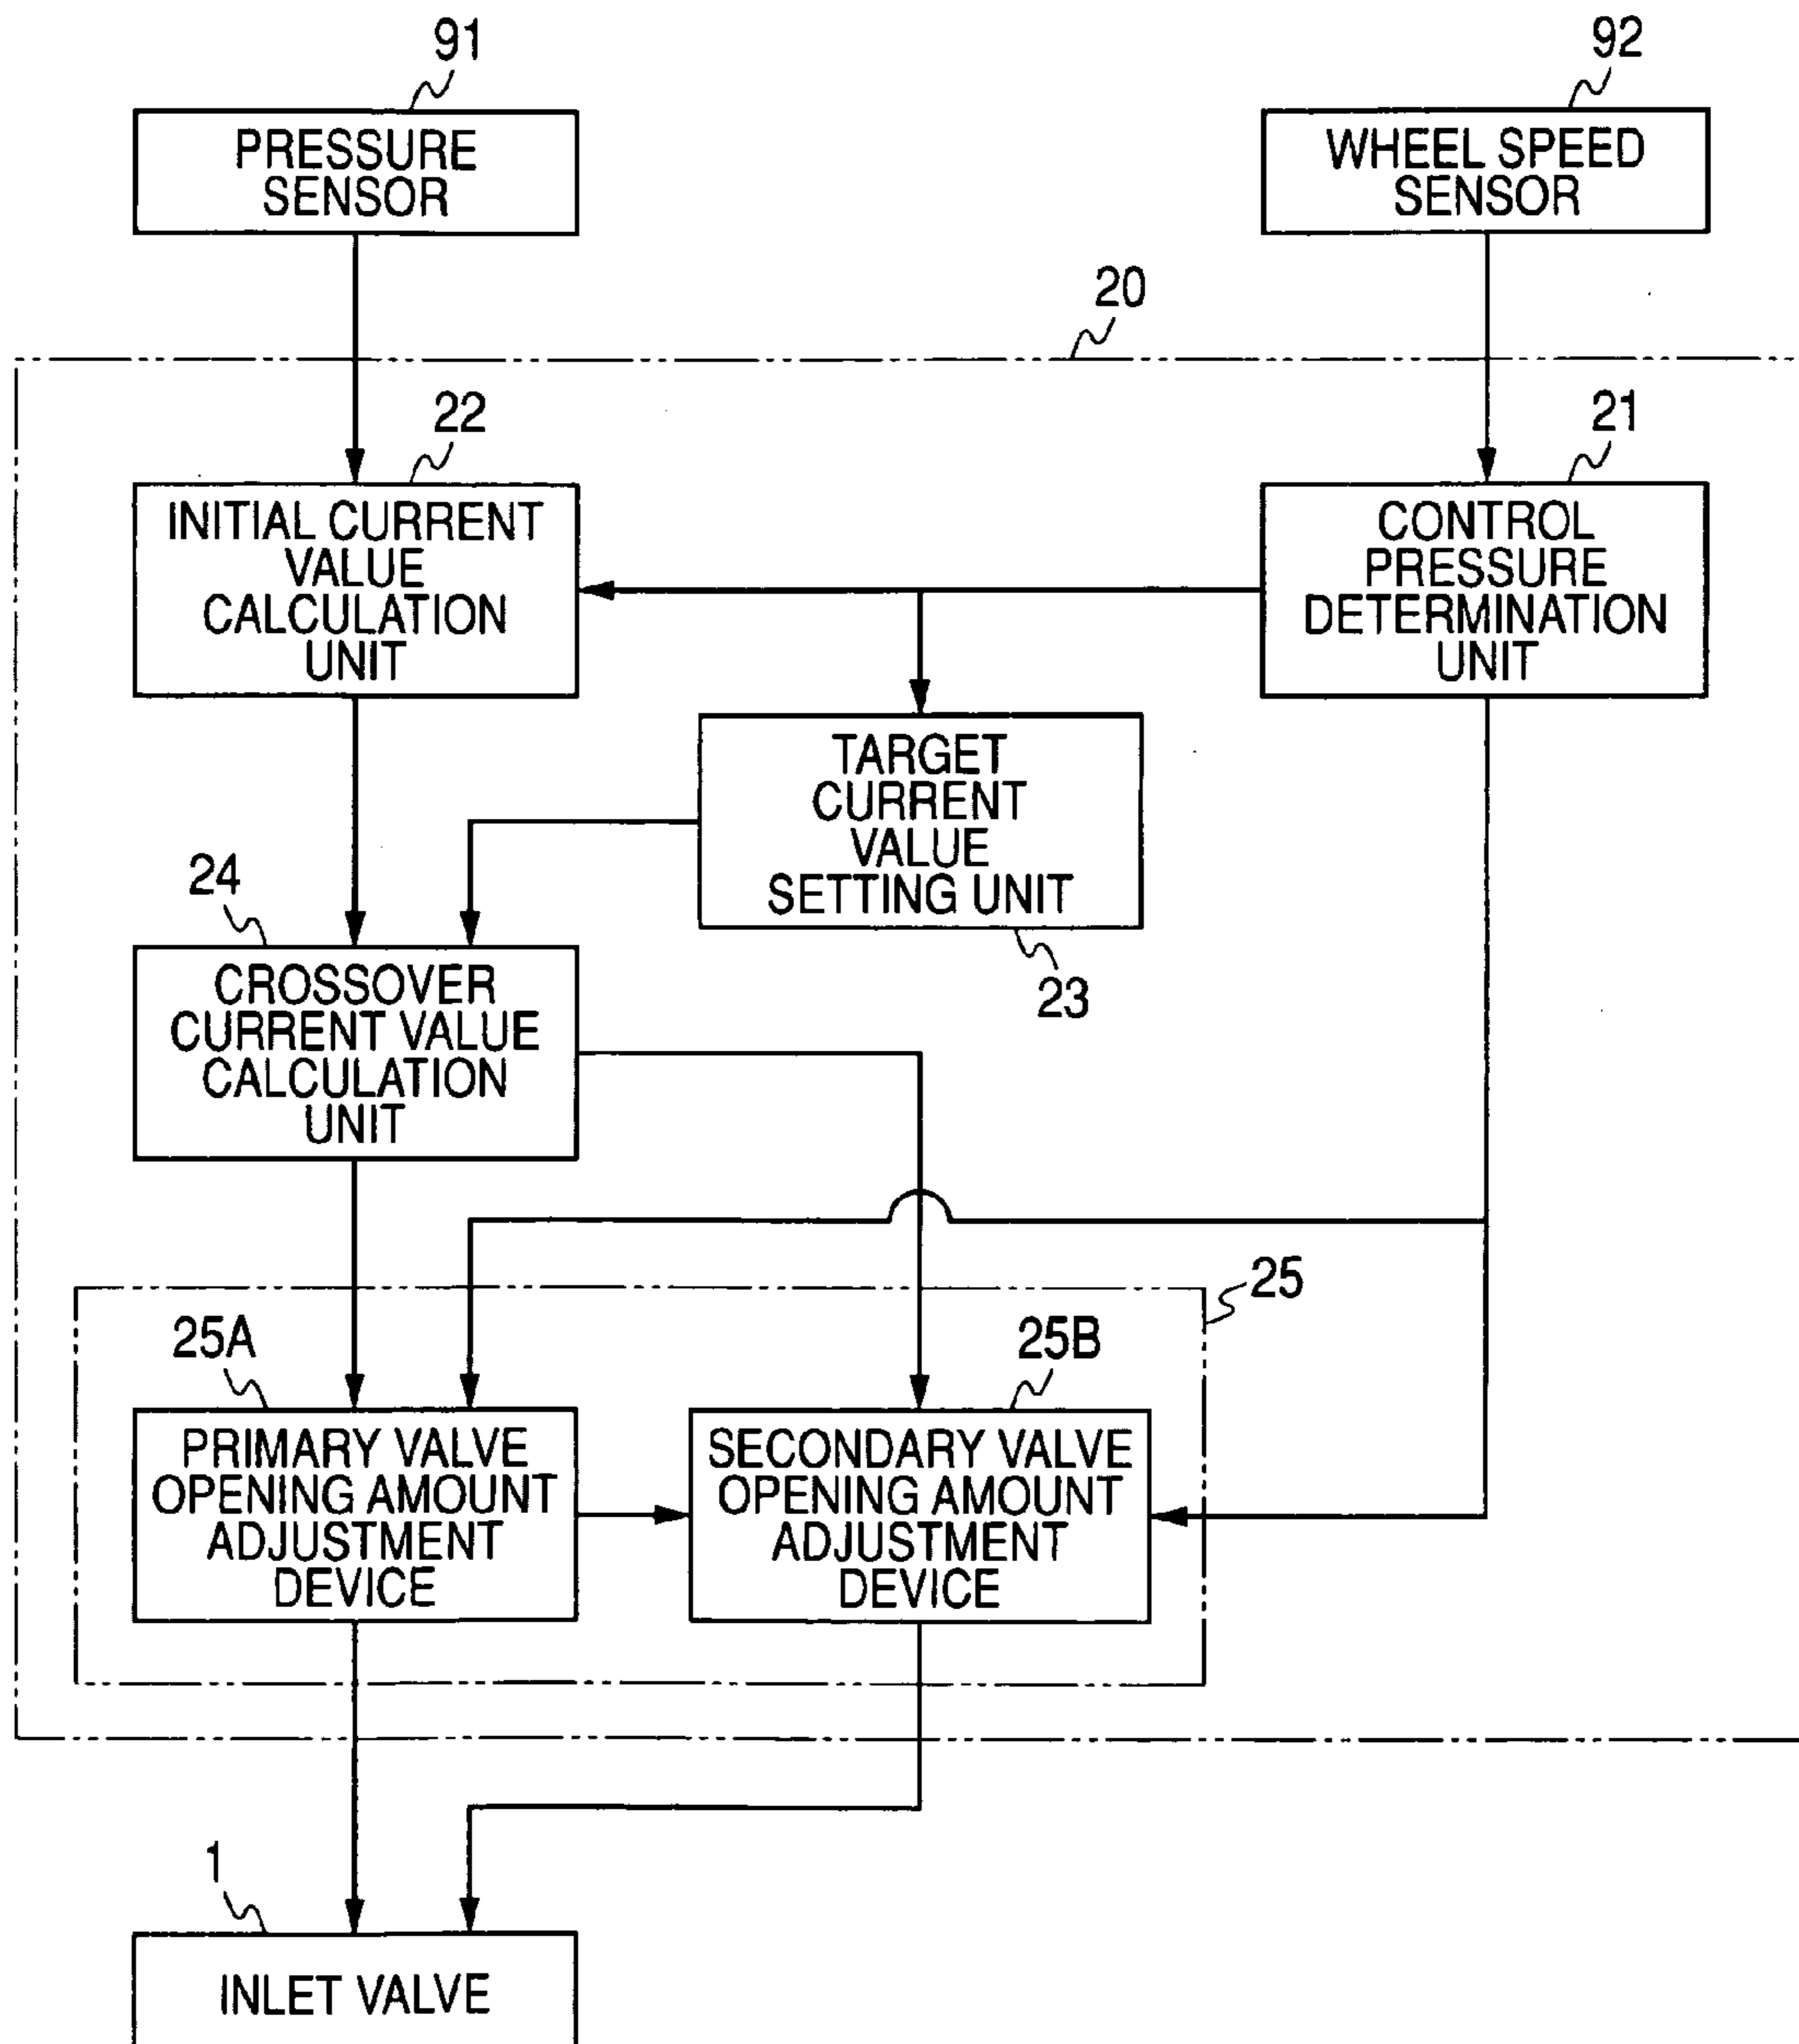 91
PRESSURE
SENSOR
92
WHEEL SPEED
SENSOR
20
22
INITIAL CURRENT
VALUE
CALCULATION
UNIT
21
CONTROL
PRESSURE
DETERMINATION
UNIT
TARGET
CURRENT
VALUE
SETTING UNIT
23
24
CROSSOVER
CURRENT VALUE
CALCULATION
UNIT
25
25A
PRIMARY VALVE
OPENING AMOUNT
ADJUSTMENT
DEVICE
25B
SECONDARY VALVE
OPENING AMOUNT
ADJUSTMENT
DEVICE
1
INLET VALVE